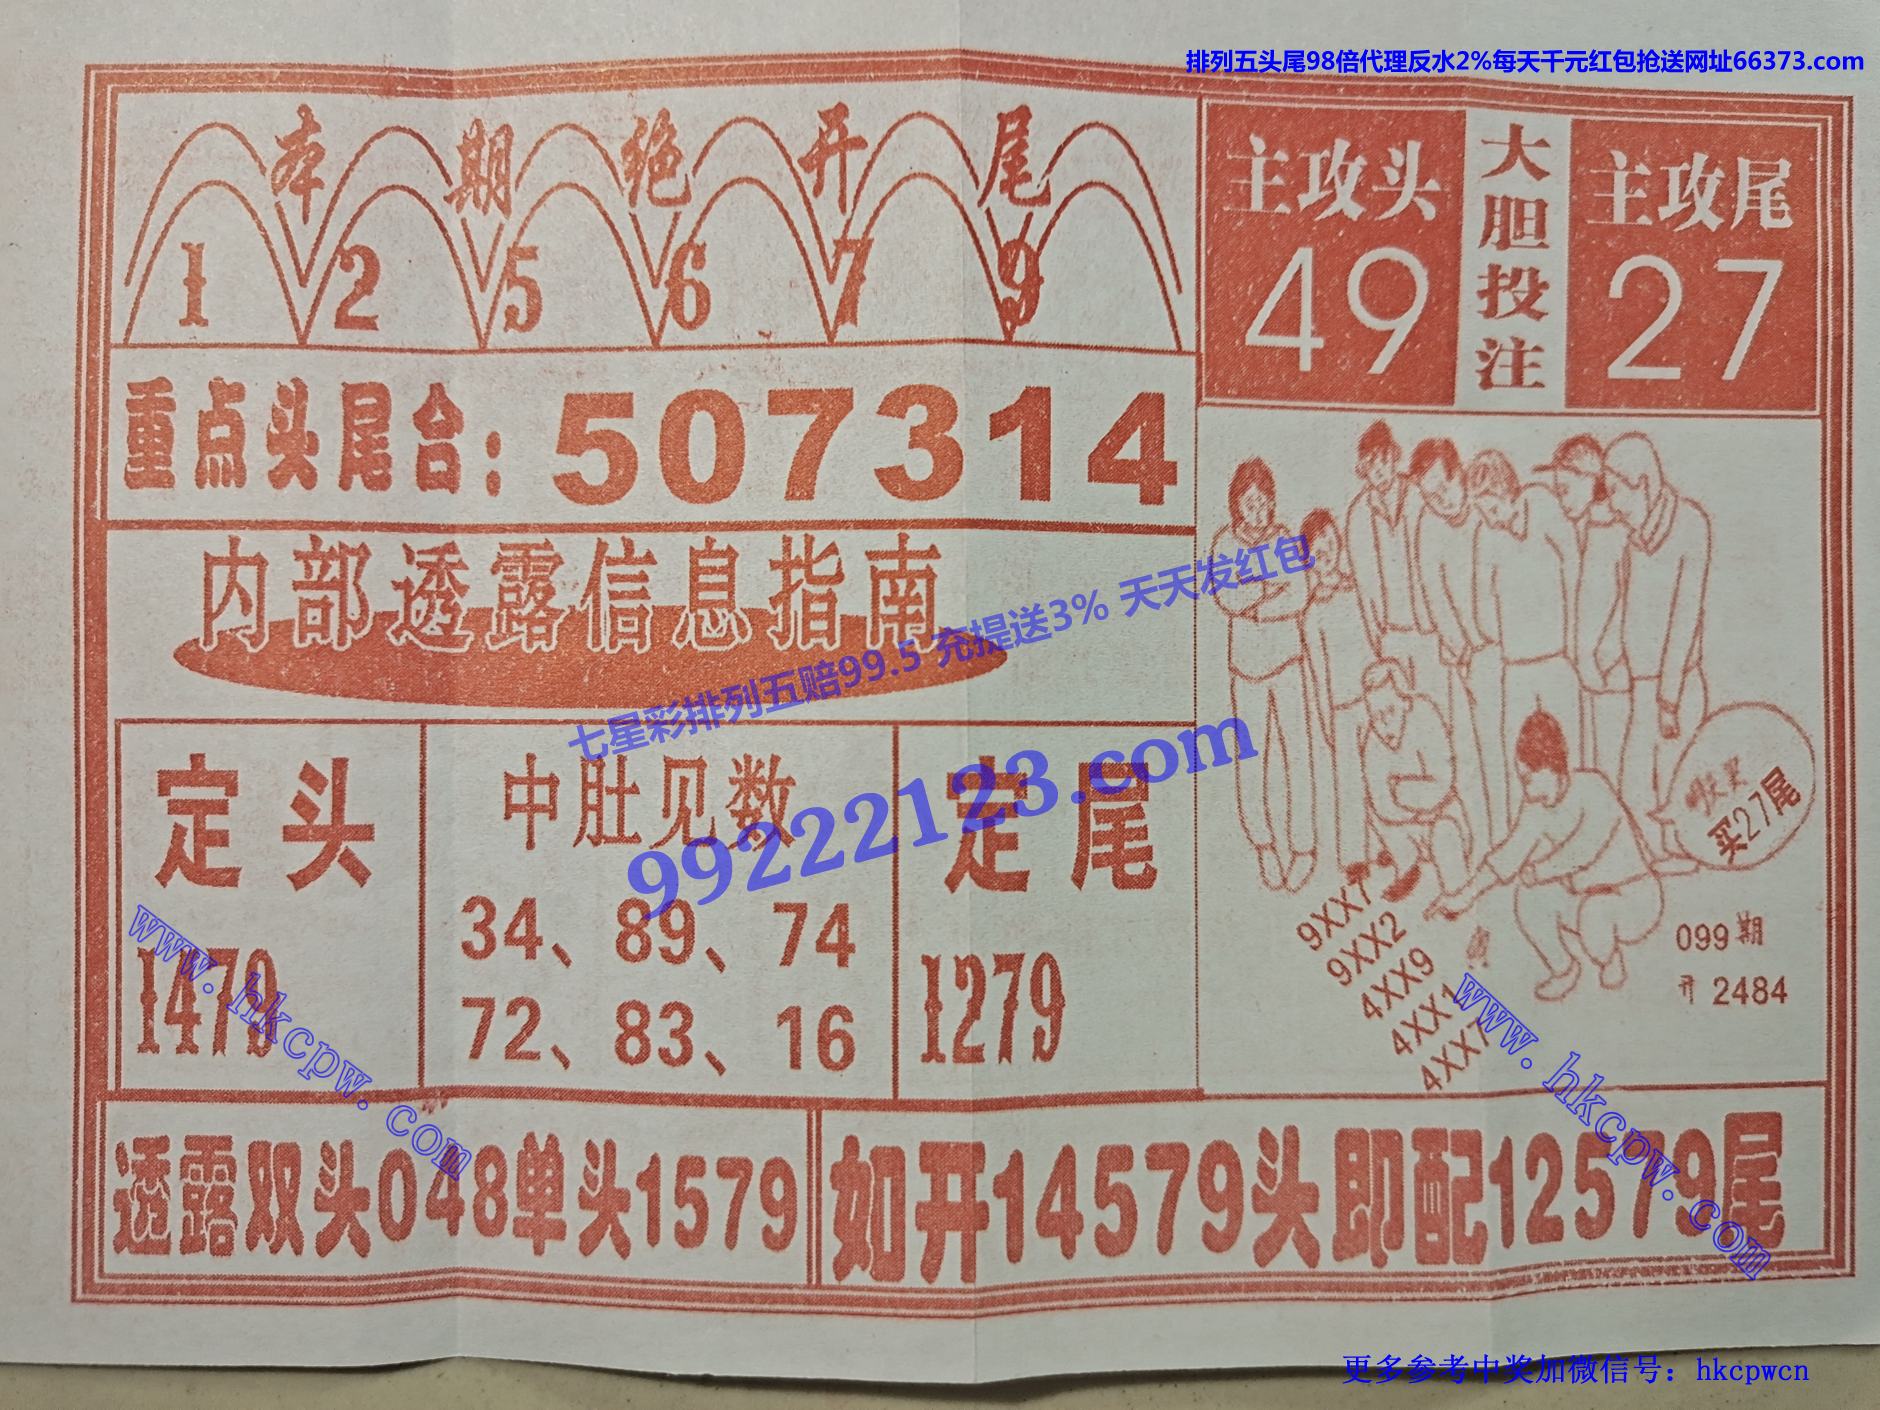 排列五头尾98倍代理反水2%每天千元红包抢送网址66373.com
本期绝开尾
1 2 5 6 7 9
主攻头
49
大胆投注
主攻尾
27
重点头尾合：507314
内部透露信息指南
七星彩排列五赔99.5 充提送3% 天天发红包
99222123.com
定头
1479
中肚见数
34、89、74
72、83、16
定尾
1279
买27尾
9XX7
9XX2
4XX9
4XX1
4XX7
099期
开 2484
www.hkcpw.com
www.hkcpw.com
透露双头048单头1579
如开14579头即配12579尾
更多参考中奖加微信号：hkcpwcn